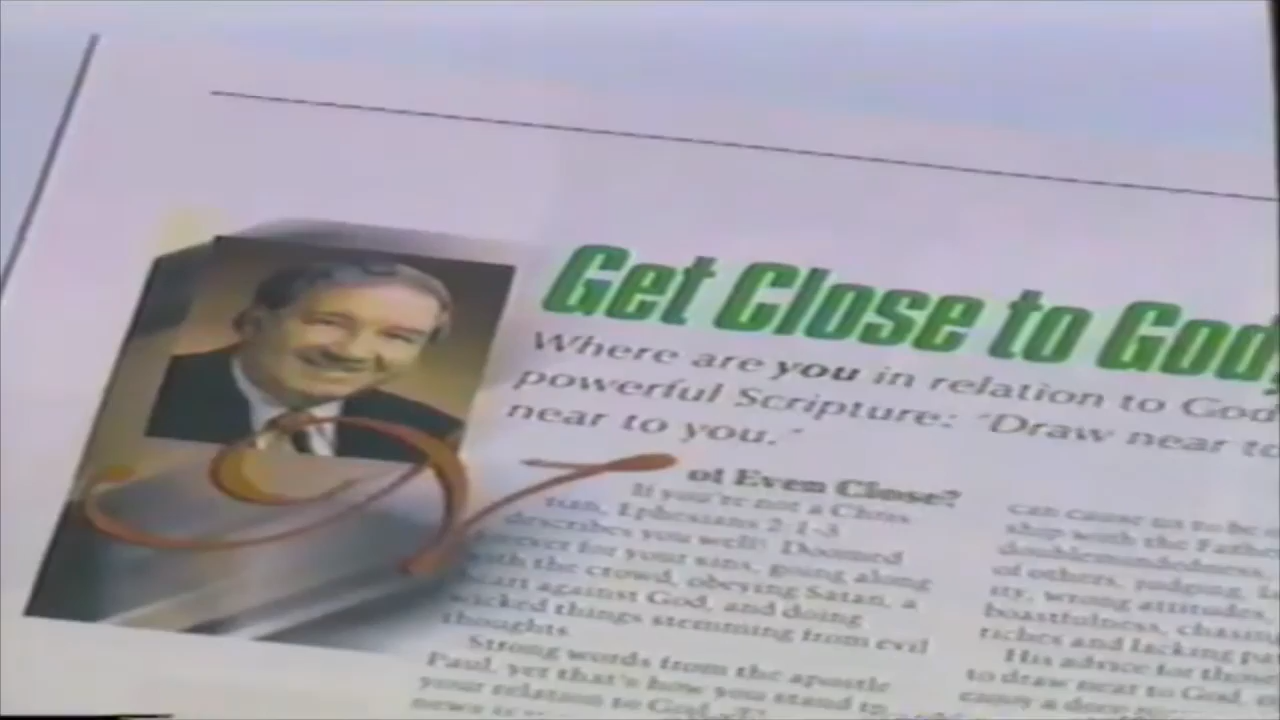 Get Close to God,
Where are you in relation to God
powerful Scripture: "Draw near to
near to you."
ot Even Close?
If you're not a Chris
tian, Ephesians 2:1-3
describes you well: Doomed
never for your sins, going along
with the crowd, obeying Satan, a
against God, and doing
wicked things stemming from evil
thoughts.
Strong words from the apostle
Paul, yet that's how you stand in
your relation to God.
can cause us to be
ship with the Father
doublemindedness,
of others, judging,
ity, wrong attitudes,
boastfulness, chasing
riches and lacking
His advice for those
to draw near to God,
enjoy a